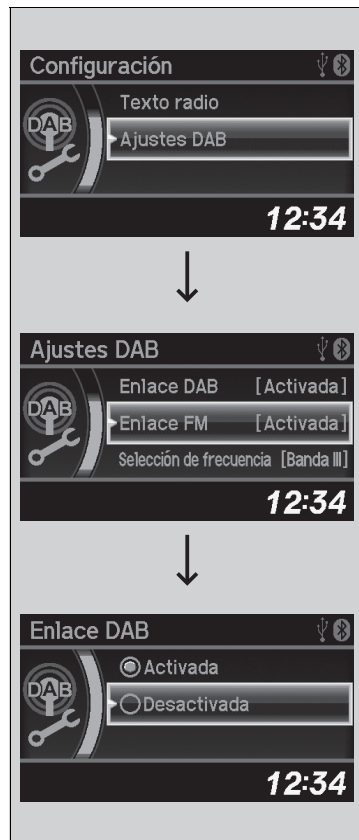 Configuración
DAB
Texto radio
Ajustes DAB
12:34
Ajustes DAB
DAB
Enlace DAB [Activada]
Enlace FM [Activada]
Selección de frecuencia [Banda III]
12:34
Enlace DAB
DAB
Activada
Desactivada
12:34